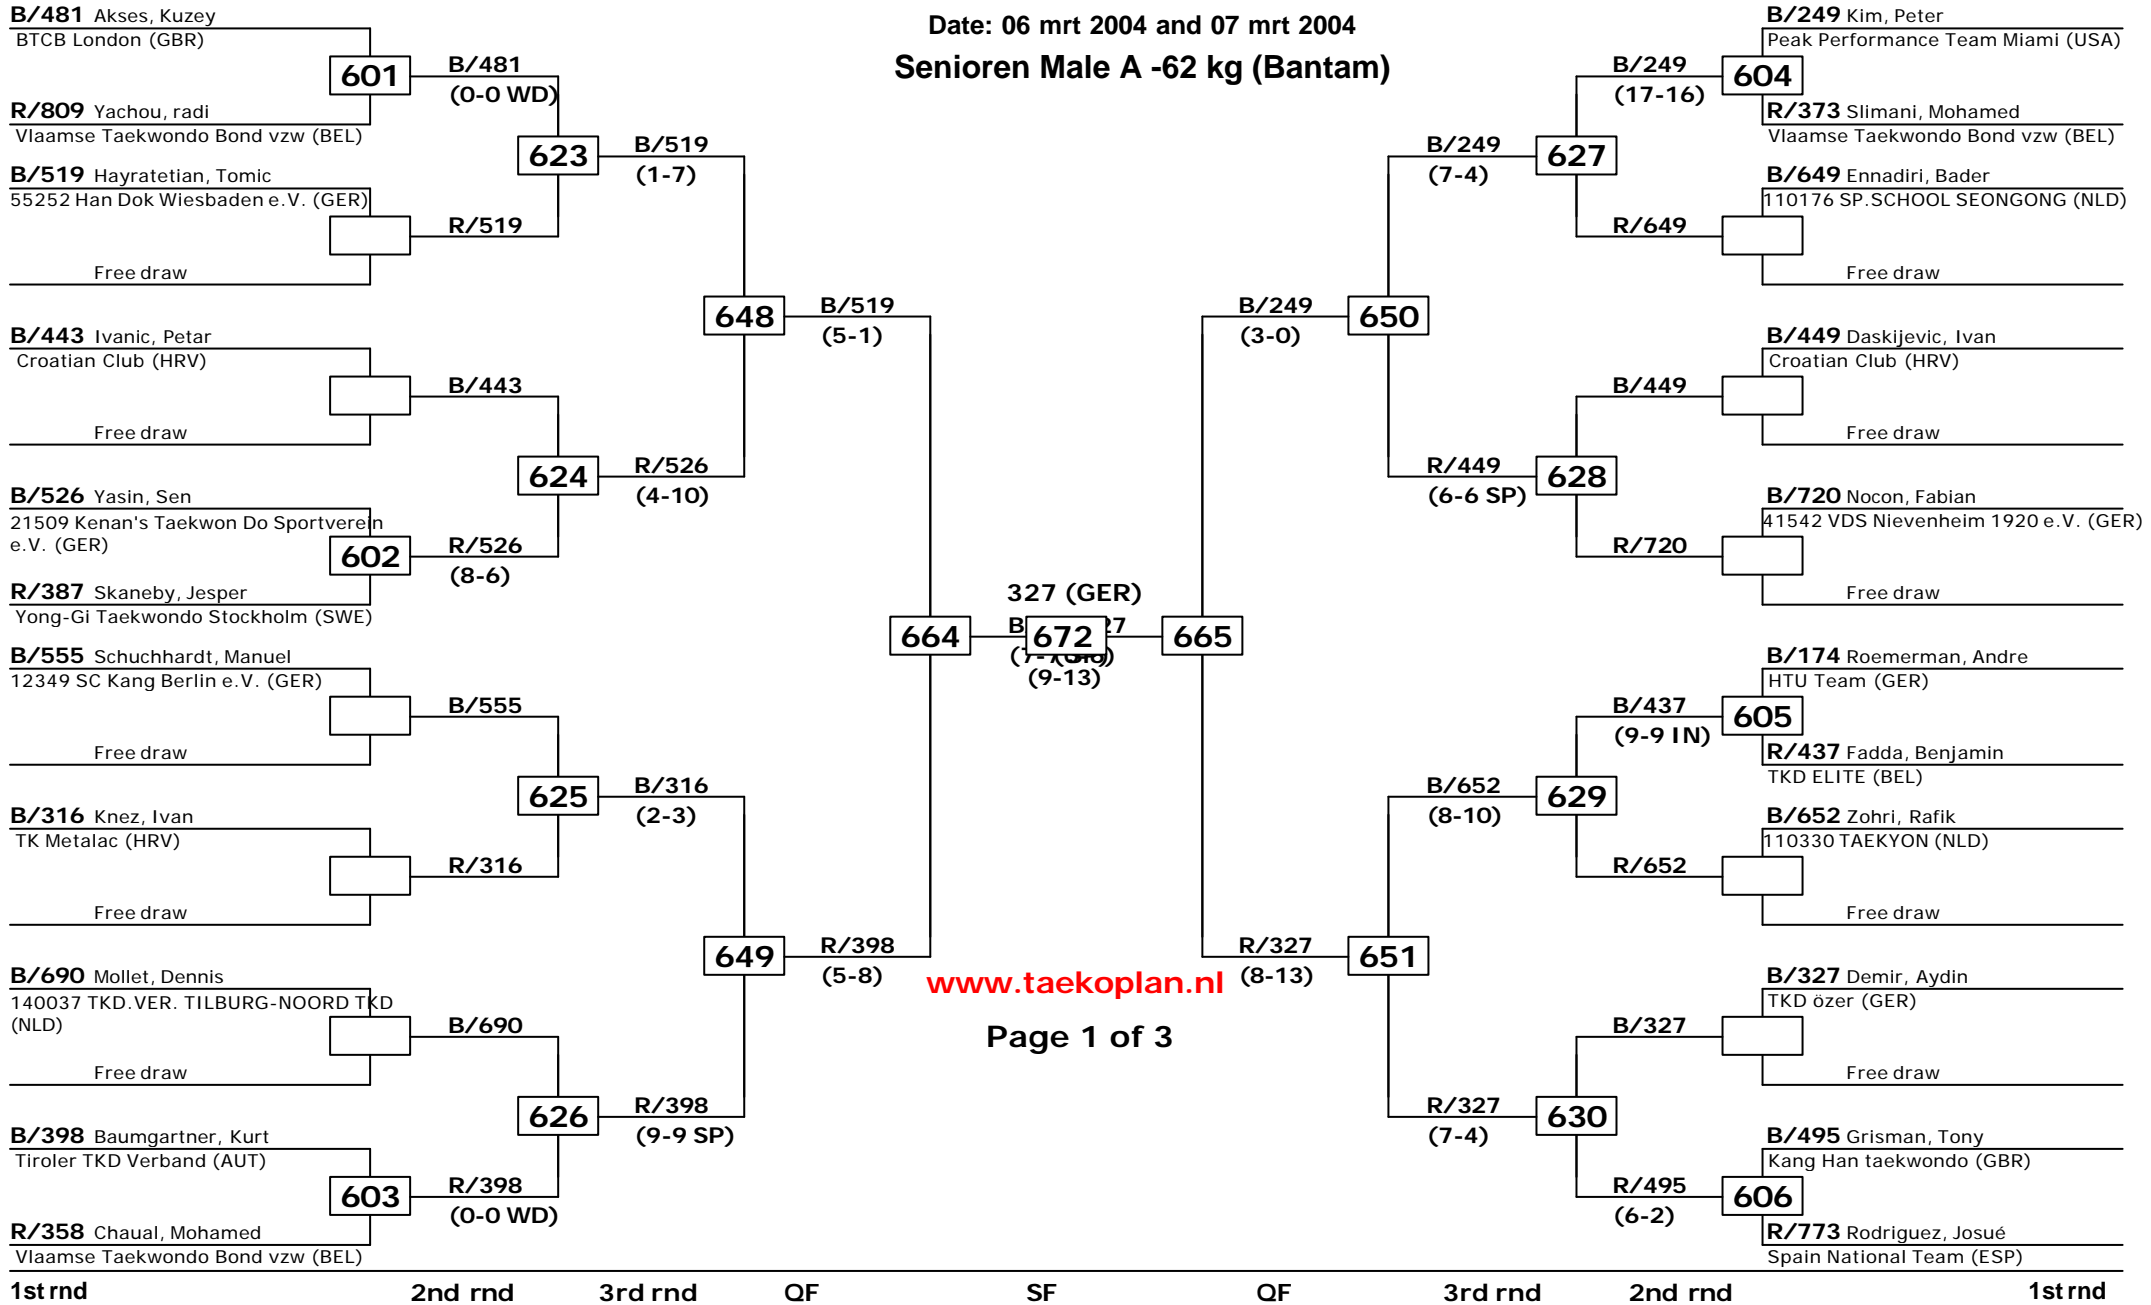 Date: 06 mrt 2004 and 07 mrt 2004
Senioren Male A -62 kg (Bantam)
B/481 Akses, Kuzey
BTCB London (GBR)
601
R/809 Yachou, radi
Vlaamse Taekwondo Bond vzw (BEL)
B/519 Hayratetian, Tomic
55252 Han Dok Wiesbaden e.V. (GER)
Free draw
B/443 Ivanic, Petar
Croatian Club (HRV)
Free draw
B/526 Yasin, Sen
21509 Kenan's Taekwon Do Sportverein
e.V. (GER)
602
R/387 Skaneby, Jesper
Yong-Gi Taekwondo Stockholm (SWE)
B/555 Schuchhardt, Manuel
12349 SC Kang Berlin e.V. (GER)
Free draw
B/316 Knez, Ivan
TK Metalac (HRV)
Free draw
B/690 Mollet, Dennis
140037 TKD.VER. TILBURG-NOORD TKD
(NLD)
Free draw
B/398 Baumgartner, Kurt
Tiroler TKD Verband (AUT)
603
R/358 Chaual, Mohamed
Vlaamse Taekwondo Bond vzw (BEL)
B/481
(0-0 WD)
623
R/519
B/443
624
R/526
(8-6)
B/555
625
R/316
B/690
626
R/398
(0-0 WD)
B/519
(1-7)
648
R/526
(4-10)
B/316
(2-3)
649
R/398
(9-9 SP)
B/519
(5-1)
664
R/398
(5-8)
327 (GER)
672
(9-13)
www.taekoplan.nl
Page 1 of 3
B/249
(3-0)
665
R/327
(8-13)
B/249
(7-4)
650
R/449
(6-6 SP)
B/652
(8-10)
651
R/327
(7-4)
B/249
(17-16)
627
R/649
B/449
628
R/720
B/437
(9-9 IN)
629
R/652
B/327
630
R/495
(6-2)
B/249 Kim, Peter
Peak Performance Team Miami (USA)
604
R/373 Slimani, Mohamed
Vlaamse Taekwondo Bond vzw (BEL)
B/649 Ennadiri, Bader
110176 SP.SCHOOL SEONGONG (NLD)
Free draw
B/449 Daskijevic, Ivan
Croatian Club (HRV)
Free draw
B/720 Nocon, Fabian
41542 VDS Nievenheim 1920 e.V. (GER)
Free draw
B/174 Roemerman, Andre
HTU Team (GER)
605
R/437 Fadda, Benjamin
TKD ELITE (BEL)
B/652 Zohri, Rafik
110330 TAEKYON (NLD)
Free draw
B/327 Demir, Aydin
TKD özer (GER)
Free draw
B/495 Grisman, Tony
Kang Han taekwondo (GBR)
606
R/773 Rodriguez, Josué
Spain National Team (ESP)
1st rnd 2nd rnd 3rd rnd QF SF QF 3rd rnd 2nd rnd 1st rnd